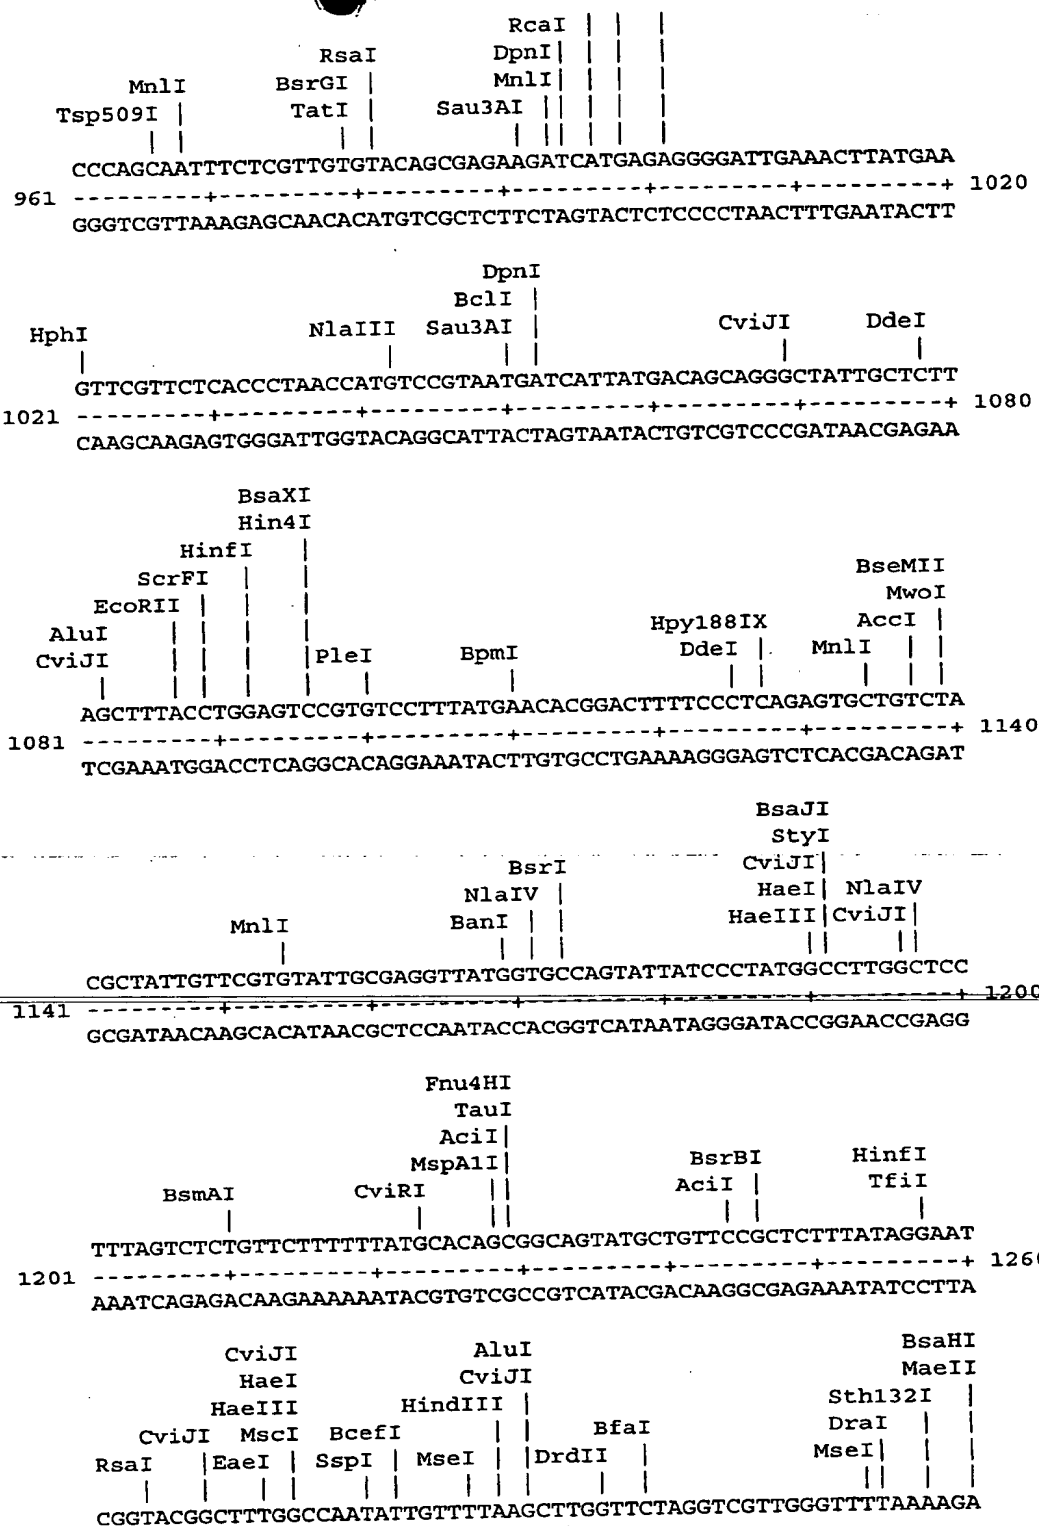 RcaI
RsaI DpnI
MnlI BsrGI MnlI
Tsp509I TatI Sau3AI
CCCAGCAATTTCTCGTTGTGTACAGCGAGAAGATCATGAGAGGGGATTGAAACTTATGAA
961 ---------+---------+---------+---------+---------+---------+ 1020
GGGTCGTTAAAGAGCAACACATGTCGCTCTTCTAGTACTCTCCCCTAACTTTGAATACTT
DpnI
BclI
HphI NlaIII Sau3AI CviJI DdeI
GTTCGTTCTCACCCTAACCATGTCCGTAATGATCATTATGACAGCAGGGCTATTGCTCTT
1021 ---------+---------+---------+---------+---------+---------+ 1080
CAAGCAAGAGTGGGATTGGTACAGGCATTACTAGTAATACTGTCGTCCCGATAACGAGAA
BsaXI
Hin4I
HinfI
ScrFI BseMII
EcoRII MwoI
AluI Hpy188IX AccI
CviJI PleI BpmI DdeI MnlI
AGCTTTACCTGGAGTCCGTGTCCTTTATGAACACGGACTTTTCCCTCAGAGTGCTGTCTA
1081 ---------+---------+---------+---------+---------+---------+ 1140
TCGAAATGGACCTCAGGCACAGGAAATACTTGTGCCTGAAAAGGGAGTCTCACGACAGAT
BsaJI
StyI
BsrI CviJI
NlaIV HaeI NlaIV
MnlI BanI HaeIII CviJI
CGCTATTGTTCGTGTATTGCGAGGTTATGGTGCCAGTATTATCCCTATGGCCTTGGCTCC
1141 ---------+---------+---------+---------+---------+---------+ 1200
GCGATAACAAGCACATAACGCTCCAATACCACGGTCATAATAGGGATACCGGAACCGAGG
Fnu4HI
TauI
AciI
MspA1I BsrBI HinfI
BsmAI CviRI AciI TfiI
TTTAGTCTCTGTTCTTTTTTATGCACAGCGGCAGTATGCTGTTCCGCTCTTTATAGGAAT
1201 ---------+---------+---------+---------+---------+---------+ 1260
AAATCAGAGACAAGAAAAAATACGTGTCGCCGTCATACGACAAGGCGAGAAATATCCTTA
BsaHI
CviJI AluI MaeII
HaeI CviJI Sth132I
HaeIII HindIII DraI
CviJI MscI BcefI BfaI
RsaI EaeI SspI MseI DrdII MseI
CGGTACGGCTTTGGCCAATATTGTTTTAAGCTTGGTTCTAGGTCGTTGGGTTTTAAAAGA